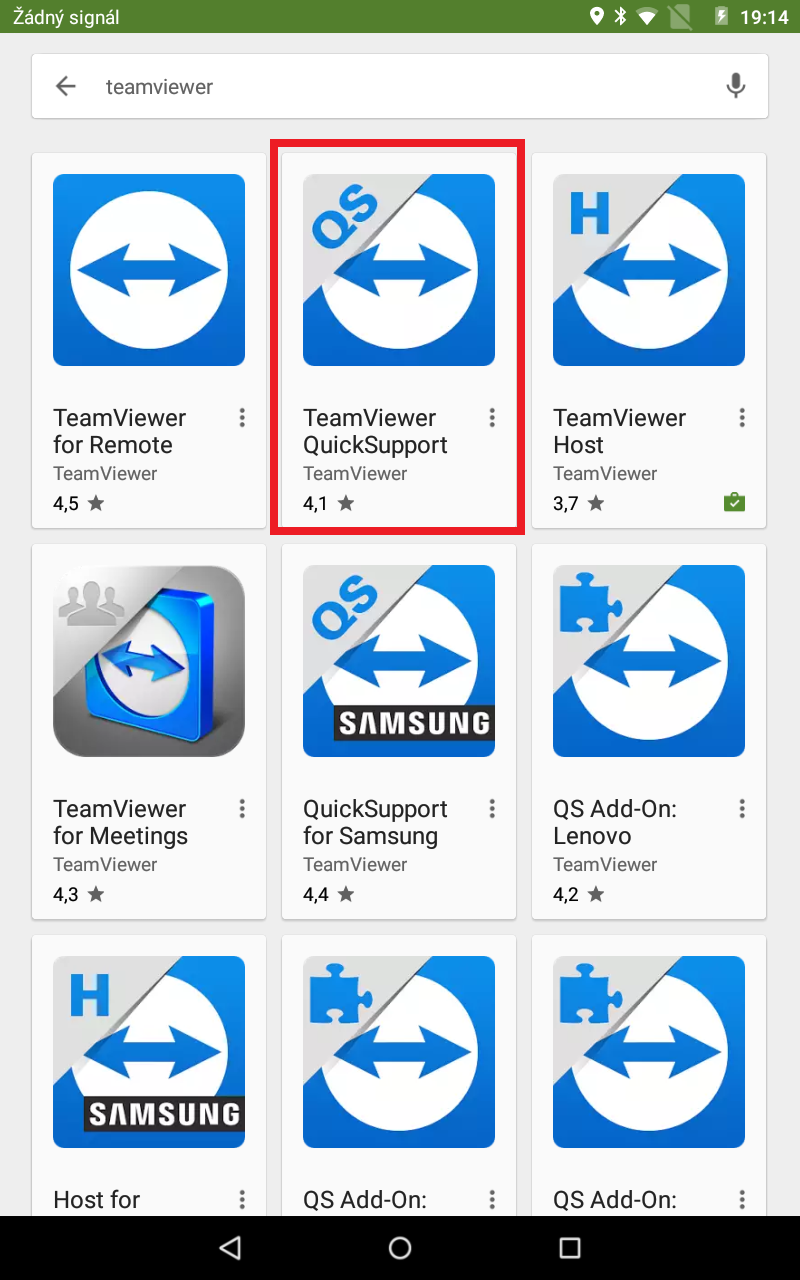 Žádný signál
19:14
teamviewer
QS
H
TeamViewer
for Remote
TeamViewer
4,5
TeamViewer
QuickSupport
TeamViewer
4,1
TeamViewer
Host
TeamViewer
3,7
QS
SAMSUNG
TeamViewer
for Meetings
TeamViewer
4,3
QuickSupport
for Samsung
TeamViewer
4,4
QS Add-On:
Lenovo
TeamViewer
4,2
H
SAMSUNG
Host for
QS Add-On:
QS Add-On: